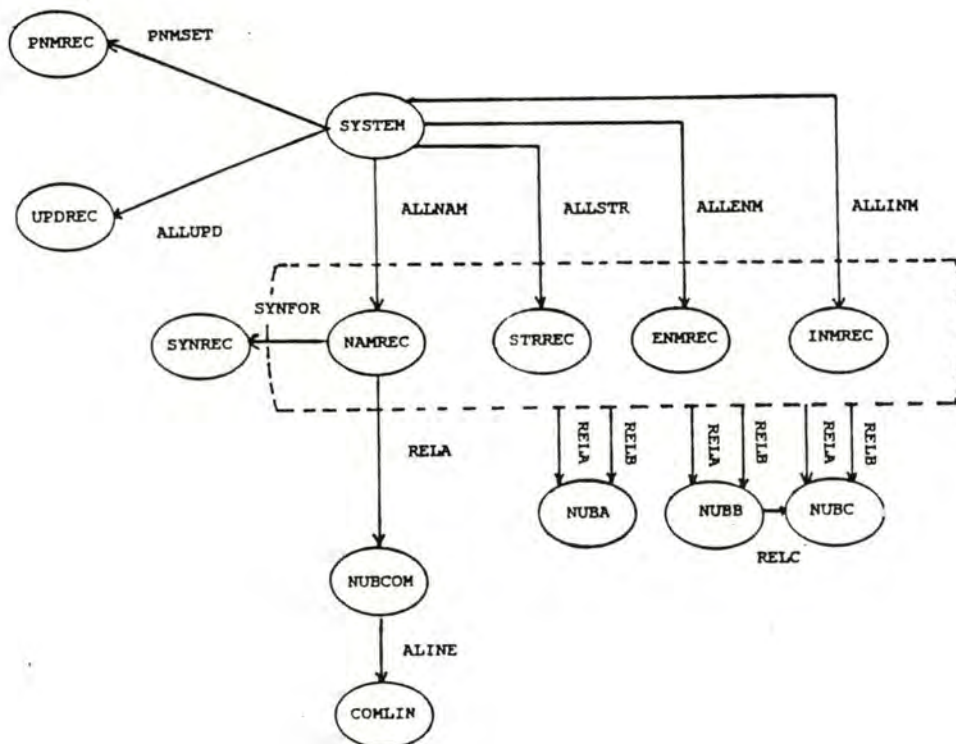 PNMREC
PNMSET
SYSTEM
UPDREC
ALLUPD
ALLNAM
ALLSTR
ALLENM
ALLINM
SYNFOR
SYNREC
NAMREC
STRREC
ENMREC
INMREC
RELA
RELA
RELB
RELA
RELB
RELA
RELB
NUBA
NUBB
NUBC
RELC
NUBCOM
ALINE
COMLIN